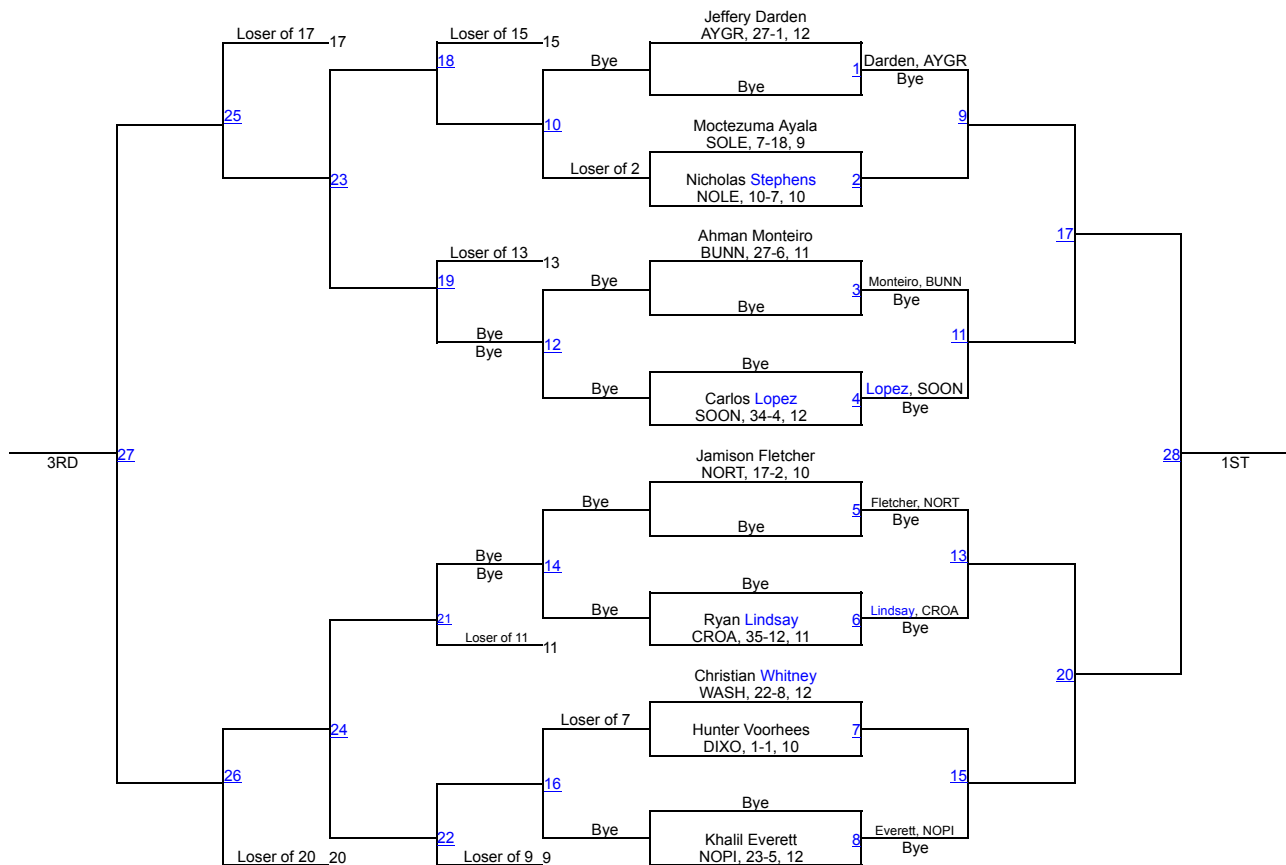 Jeffery Darden
Loser of 17
17
Loser of 15
15
AYGR, 27-1, 12
18
Bye
1
Darden, AYGR
Bye
Bye
25
10
9
Moctezuma Ayala
SOLE, 7-18, 9
Loser of 2
23
Nicholas Stephens
2
NOLE, 10-7, 10
Ahman Monteiro
17
Loser of 13
13
BUNN, 27-6, 11
19
Bye
3
Monteiro, BUNN
Bye
Bye
Bye
Bye
12
11
Bye
Bye
Carlos Lopez
4
Lopez, SOON
SOON, 34-4, 12
Bye
3RD
27
Jamison Fletcher
28
1ST
NORT, 17-2, 10
Bye
5
Fletcher, NORT
Bye
Bye
Bye
Bye
14
13
Bye
21
Bye
Ryan Lindsay
6
Lindsay, CROA
Loser of 11
11
CROA, 35-12, 11
Bye
Christian Whitney
20
WASH, 22-8, 12
24
Loser of 7
Hunter Voorhees
7
DIXO, 1-1, 10
26
16
15
Bye
22
Bye
Khalil Everett
8
Everett, NOPI
Loser of 20
20
Loser of 9
9
NOPI, 23-5, 12
Bye